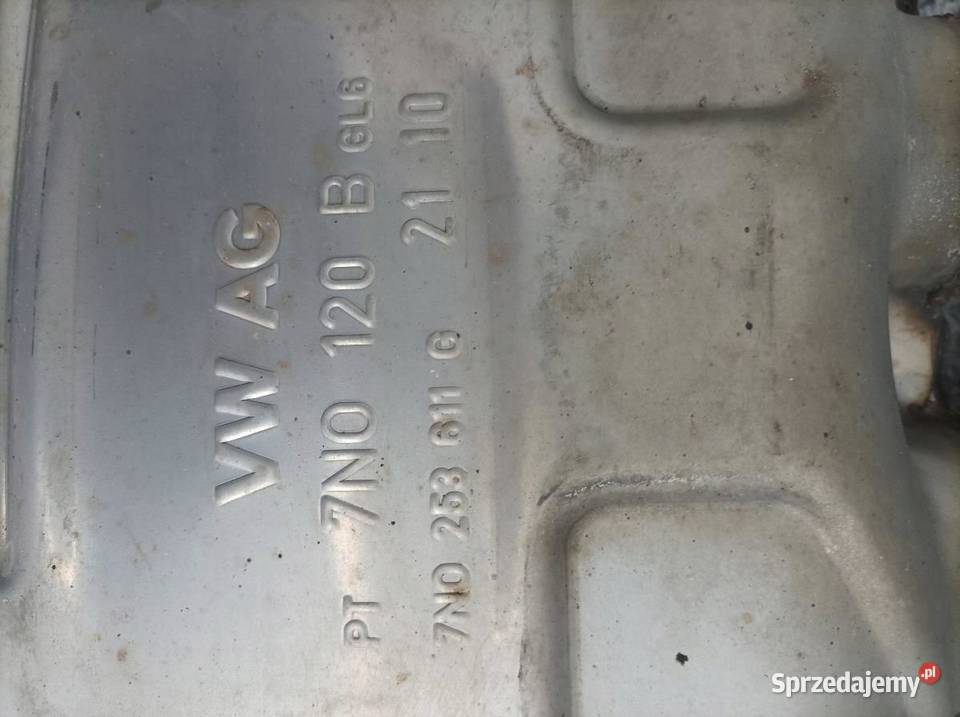 VW AG
PT 7N0 120 B GL6
7N0 253 611 G 21 10
Sprzedajemy.pl